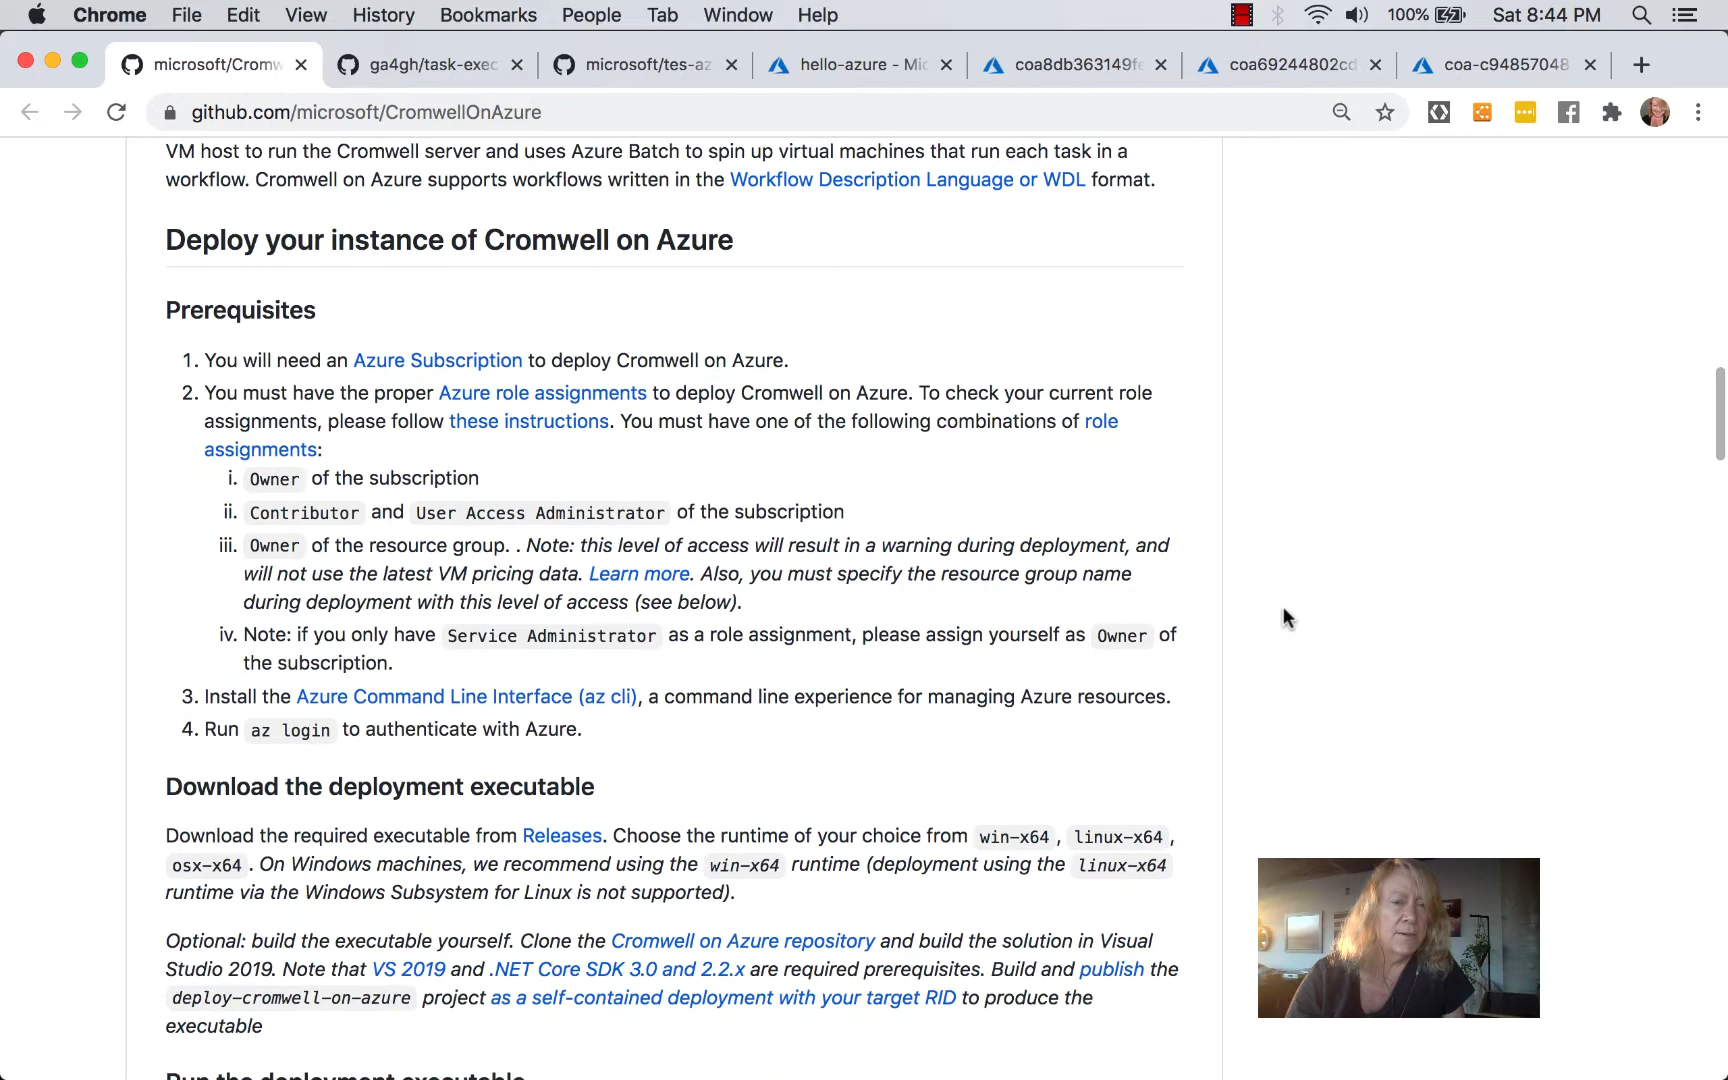 Chrome File Edit View History Bookmarks People Tab Window Help 100% Sat 8:44 PM
microsoft/Cromw ga4gh/task-exec microsoft/tes-az hello-azure - Mic coa8db363149fe coa69244802cd coa-c94857048
github.com/microsoft/CromwellOnAzure
VM host to run the Cromwell server and uses Azure Batch to spin up virtual machines that run each task in a
workflow. Cromwell on Azure supports workflows written in the Workflow Description Language or WDL format.
Deploy your instance of Cromwell on Azure
Prerequisites
1. You will need an Azure Subscription to deploy Cromwell on Azure.
2. You must have the proper Azure role assignments to deploy Cromwell on Azure. To check your current role
assignments, please follow these instructions. You must have one of the following combinations of role
assignments:
i. Owner of the subscription
ii. Contributor and User Access Administrator of the subscription
iii. Owner of the resource group. . Note: this level of access will result in a warning during deployment, and
will not use the latest VM pricing data. Learn more. Also, you must specify the resource group name
during deployment with this level of access (see below).
iv. Note: if you only have Service Administrator as a role assignment, please assign yourself as Owner of
the subscription.
3. Install the Azure Command Line Interface (az cli), a command line experience for managing Azure resources.
4. Run az login to authenticate with Azure.
Download the deployment executable
Download the required executable from Releases. Choose the runtime of your choice from win-x64, linux-x64,
osx-x64. On Windows machines, we recommend using the win-x64 runtime (deployment using the linux-x64
runtime via the Windows Subsystem for Linux is not supported).
Optional: build the executable yourself. Clone the Cromwell on Azure repository and build the solution in Visual
Studio 2019. Note that VS 2019 and .NET Core SDK 3.0 and 2.2.x are required prerequisites. Build and publish the
deploy-cromwell-on-azure project as a self-contained deployment with your target RID to produce the
executable
Run the deployment executable